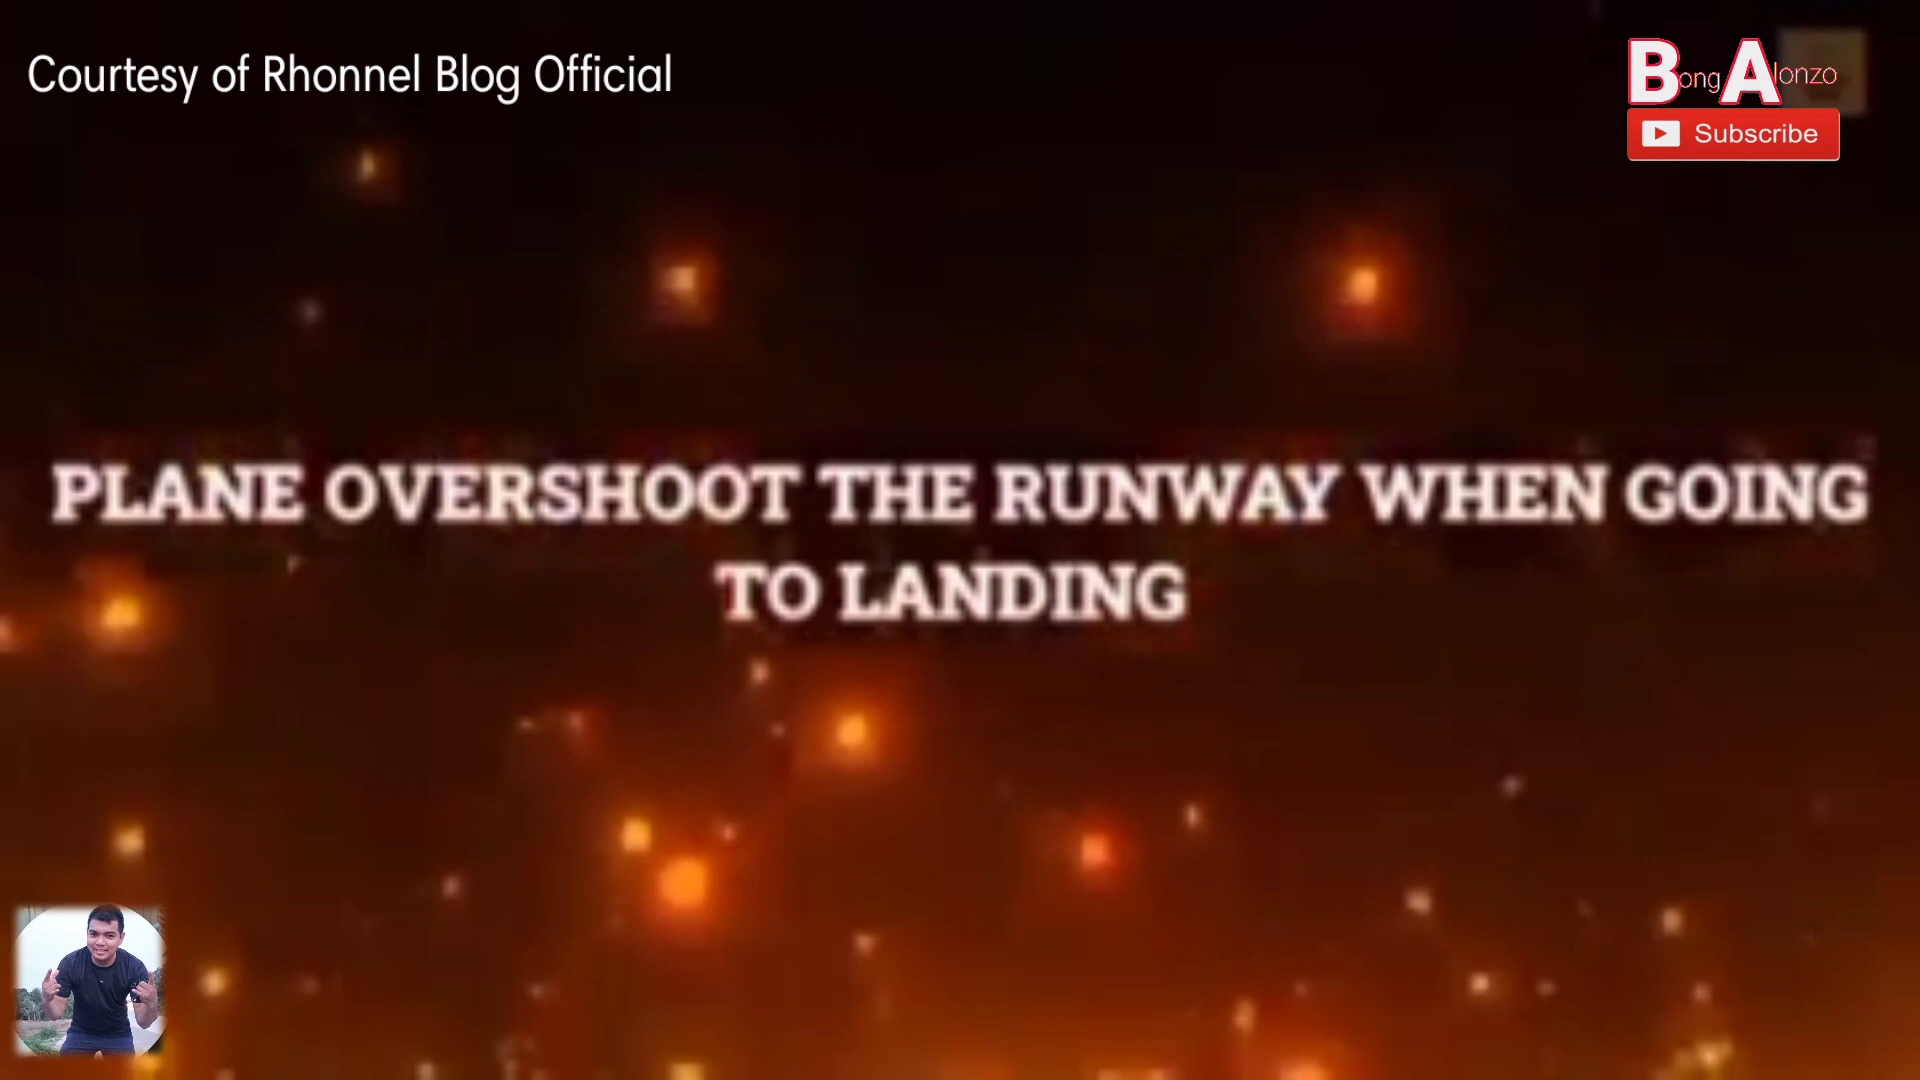 Courtesy of Rhonnel Blog Official
Bong Alonzo
Subscribe
PLANE OVERSHOOT THE RUNWAY WHEN GOING
TO LANDING